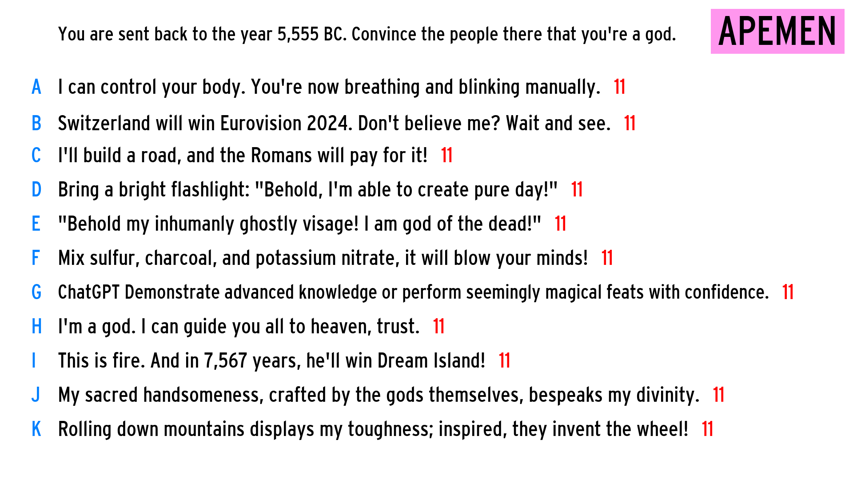 You are sent back to the year 5,555 BC. Convince the people there that you're a god.
APEMEN
A I can control your body. You're now breathing and blinking manually. 11
B Switzerland will win Eurovision 2024. Don't believe me? Wait and see. 11
C I'll build a road, and the Romans will pay for it! 11
D Bring a bright flashlight: "Behold, I'm able to create pure day!" 11
E "Behold my inhumanly ghostly visage! I am god of the dead!" 11
F Mix sulfur, charcoal, and potassium nitrate, it will blow your minds! 11
G ChatGPT Demonstrate advanced knowledge or perform seemingly magical feats with confidence. 11
H I'm a god. I can guide you all to heaven, trust. 11
I This is fire. And in 7,567 years, he'll win Dream Island! 11
J My sacred handsomeness, crafted by the gods themselves, bespeaks my divinity. 11
K Rolling down mountains displays my toughness; inspired, they invent the wheel! 11